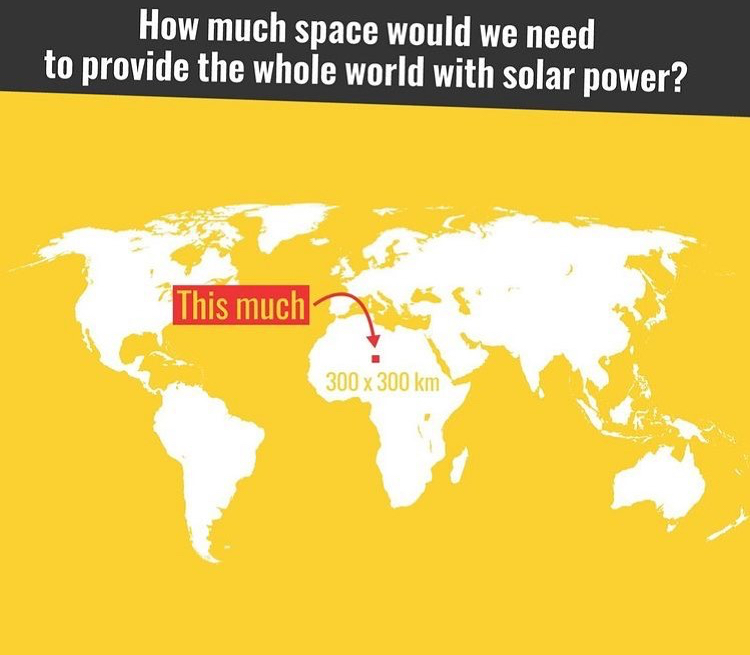 How much space would we need
to provide the whole world with solar power?
This much
300 x 300 km